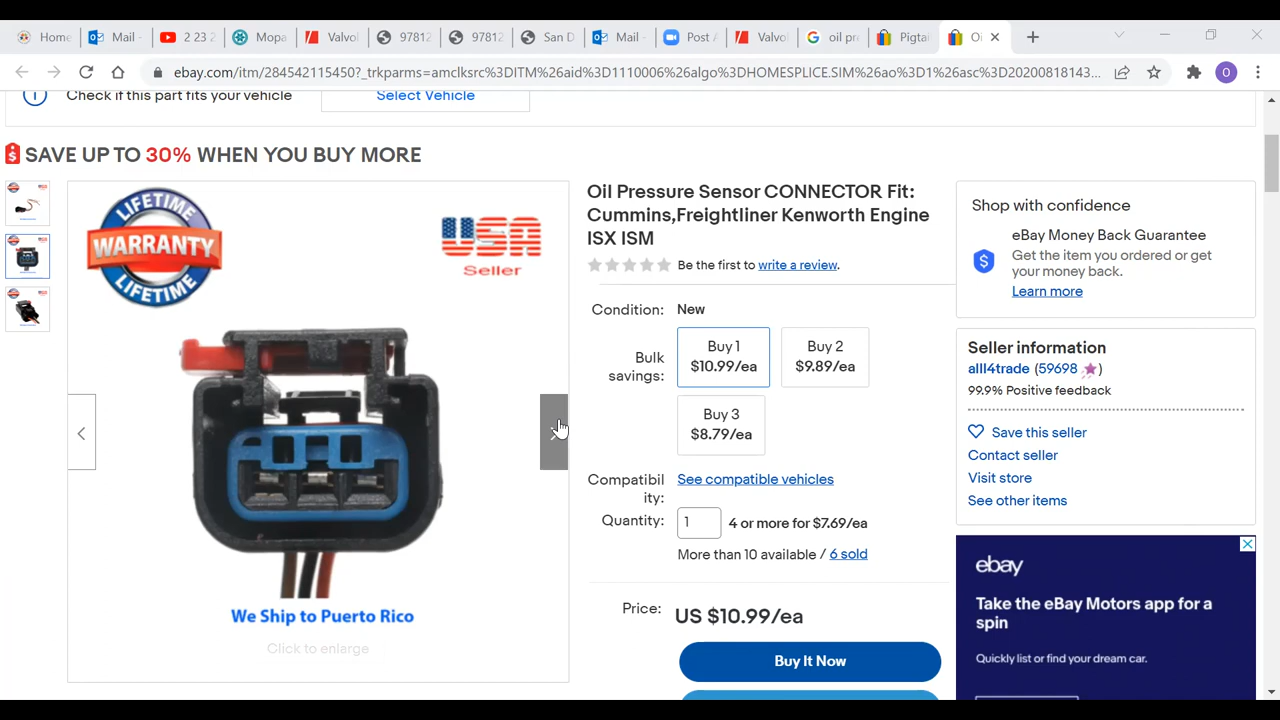 Home
Mail -
2 23 2
Mopa
Valvol
97812
97812
San D
Mail -
Post A
Valvol
oil pre
Pigtai
Oi
ebay.com/itm/284542115450?_trkparms=amclksrc%3DITM%26aid%3D1110006%26algo%3DHOMESPLICE.SIM%26ao%3D1%26asc%3D20200818143...
O
Check if this part fits your vehicle
Select Vehicle
SAVE UP TO 30% WHEN YOU BUY MORE
LIFETIME
WARRANTY
LIFETIME
USA
Seller
We Ship to Puerto Rico
Click to enlarge
Oil Pressure Sensor CONNECTOR Fit:
Cummins,Freightliner Kenworth Engine
ISX ISM
Be the first to write a review.
Condition: New
Bulk
savings:
Buy 1
$10.99/ea
Buy 2
$9.89/ea
Buy 3
$8.79/ea
Compatibil
ity:
See compatible vehicles
Quantity: 1 4 or more for $7.69/ea
More than 10 available / 6 sold
Price: US $10.99/ea
Buy It Now
Shop with confidence
eBay Money Back Guarantee
Get the item you ordered or get
your money back.
Learn more
Seller information
alll4trade (59698)
99.9% Positive feedback
Save this seller
Contact seller
Visit store
See other items
ebay
Take the eBay Motors app for a
spin
Quickly list or find your dream car.